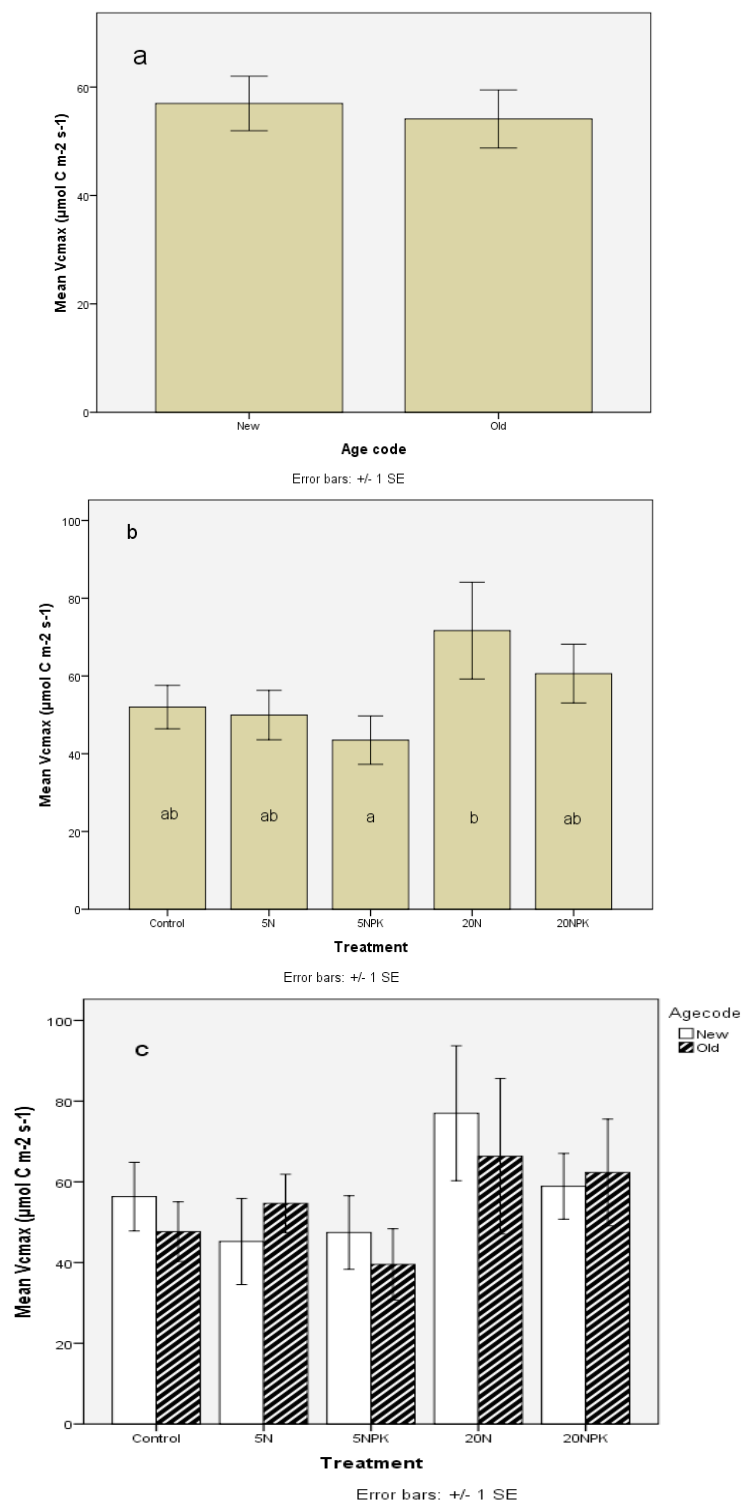 a
Mean Vcmax (µmol C m-2 s-1)
60
40
20
0
New Old
Age code
Error bars: +/- 1 SE
b
Mean Vcmax (µmol C m-2 s-1)
100
80
60
40
20
0
ab ab a b ab
Control 5N 5NPK 20N 20NPK
Treatment
Error bars: +/- 1 SE
c
Agecode
New
Old
Mean Vcmax (µmol C m-2 s-1)
100
80
60
40
20
0
Control 5N 5NPK 20N 20NPK
Treatment
Error bars: +/- 1 SE